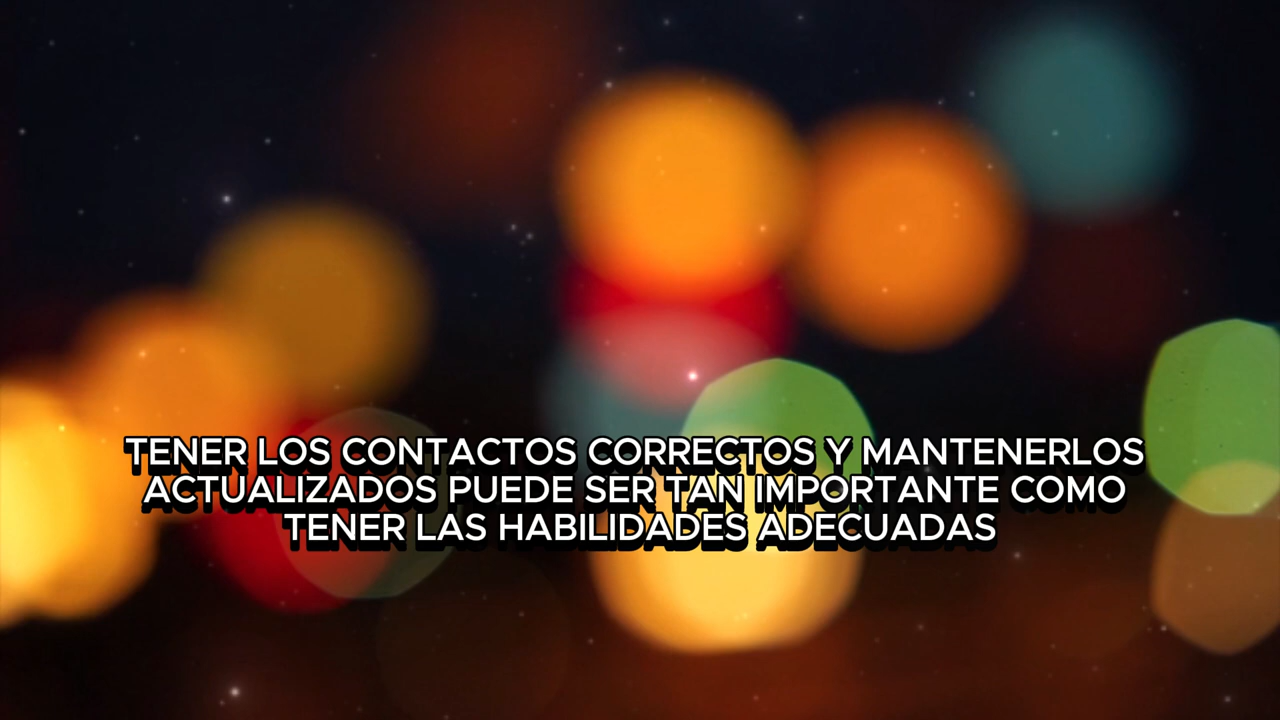 TENER LOS CONTACTOS CORRECTOS Y MANTENERLOS
ACTUALIZADOS PUEDE SER TAN IMPORTANTE COMO
TENER LAS HABILIDADES ADECUADAS